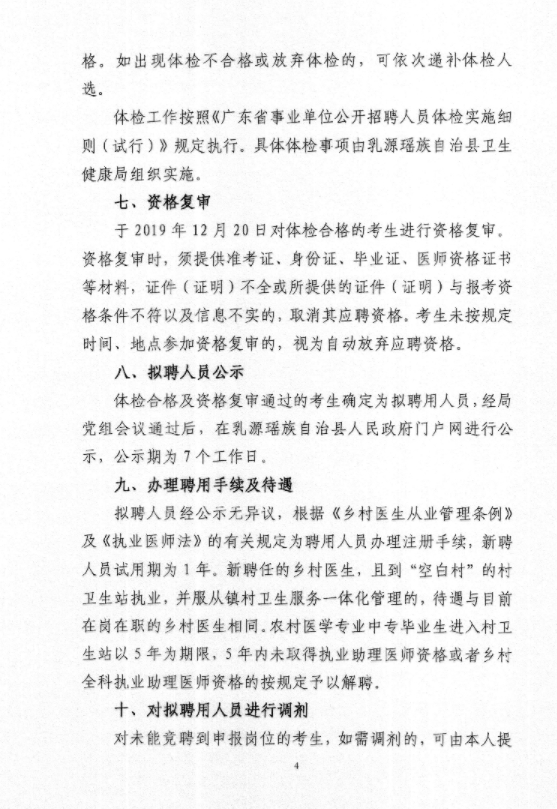 格。如出现体检不合格或放弃体检的，可依次递补体检人
选。
体检工作按照《广东省事业单位公开招聘人员体检实施细
则（试行）》规定执行。具体体检事项由乳源瑶族自治县卫生
健康局组织实施。
七、资格复审
于 2019 年 12 月 20 日对体检合格的考生进行资格复审。
资格复审时，须提供准考证、身份证、毕业证、医师资格证书
等材料，证件（证明）不全或所提供的证件（证明）与报考资
格条件不符以及信息不实的，取消其应聘资格。考生未按规定
时间、地点参加资格复审的，视为自动放弃应聘资格。
八、拟聘人员公示
体检合格及资格复审通过的考生确定为拟聘用人员，经局
党组会议通过后，在乳源瑶族自治县人民政府门户网进行公
示，公示期为 7 个工作日。
九、办理聘用手续及待遇
拟聘人员经公示无异议，根据《乡村医生从业管理条例》
及《执业医师法》的有关规定为聘用人员办理注册手续，新聘
人员试用期为 1 年。新聘任的乡村医生，且到“空白村”的村
卫生站执业，并服从镇村卫生服务一体化管理的，待遇与目前
在岗在职的乡村医生相同。农村医学专业中专毕业生进入村卫
生站以 5 年为期限，5 年内未取得执业助理医师资格或者乡村
全科执业助理医师资格的按规定予以解聘。
十、对拟聘用人员进行调剂
对未能竞聘到申报岗位的考生，如需调剂的，可由本人提
4